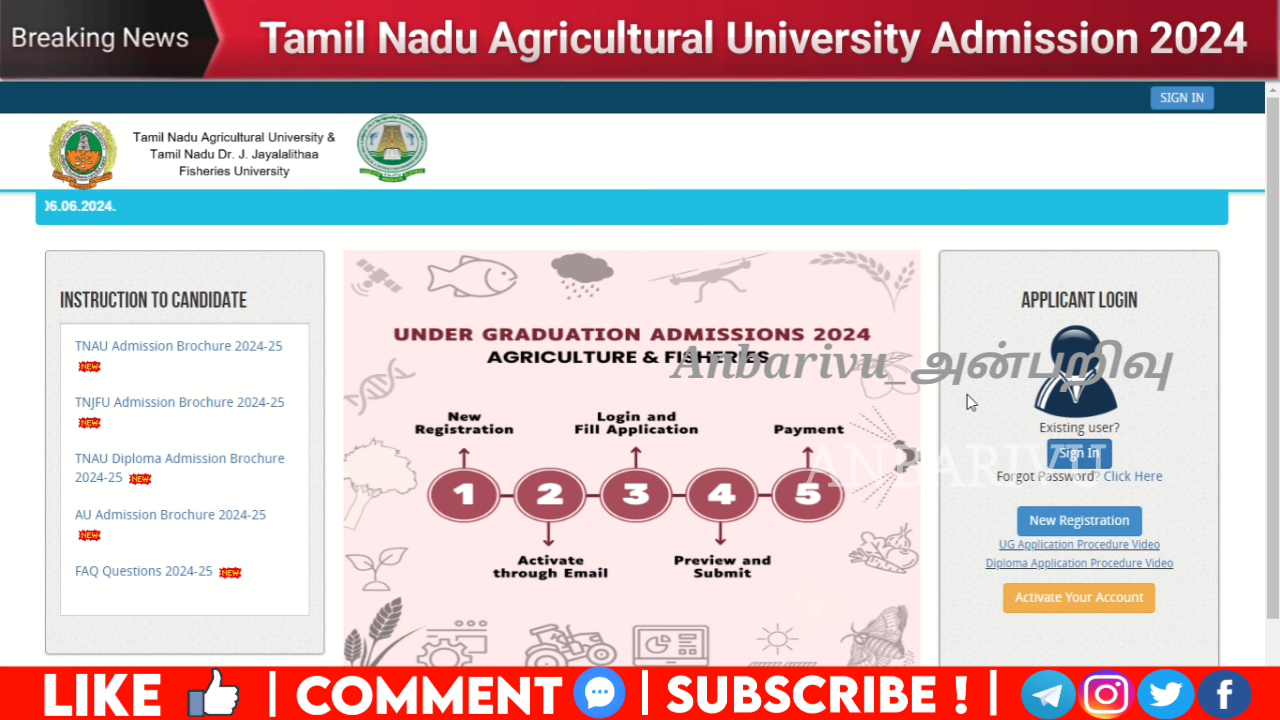 Breaking News
Tamil Nadu Agricultural University Admission 2024
SIGN IN
Tamil Nadu Agricultural University &
Tamil Nadu Dr. J. Jayalalithaa
Fisheries University
06.06.2024.
INSTRUCTION TO CANDIDATE
TNAU Admission Brochure 2024-25
NEW
TNJFU Admission Brochure 2024-25
NEW
TNAU Diploma Admission Brochure
2024-25 NEW
AU Admission Brochure 2024-25
NEW
FAQ Questions 2024-25 NEW
UNDER GRADUATION ADMISSIONS 2024
AGRICULTURE & FISHERIES
Anbarivu_அன்பறிவு
New
Registration
Login and
Fill Application
Payment
1 2 3 4 5
Activate
through Email
Preview and
Submit
ANBARIVU
APPLICANT LOGIN
Existing user?
Sign In
Forgot Password? Click Here
New Registration
UG Application Procedure Video
Diploma Application Procedure Video
Activate Your Account
LIKE | COMMENT | SUBSCRIBE ! |